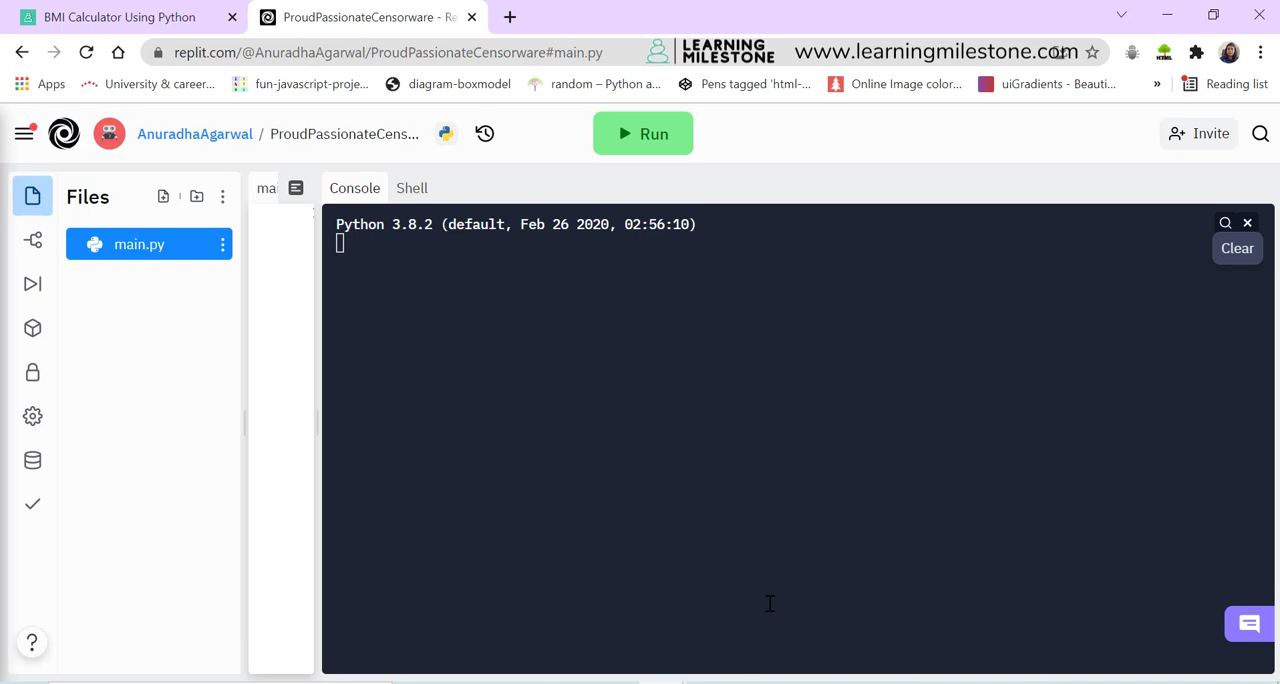 BMI Calculator Using Python
ProudPassionateCensorware - Re
replit.com/@AnuradhaAgarwal/ProudPassionateCensorware#main.py
LEARNING
MILESTONE
www.learningmilestone.com
Apps
University & career...
fun-javascript-proje...
diagram-boxmodel
random – Python a...
Pens tagged 'html-...
Online Image color...
uiGradients - Beauti...
»
Reading list
AnuradhaAgarwal / ProudPassionateCens...
Run
Invite
Files
mai
Console
Shell
main.py
Python 3.8.2 (default, Feb 26 2020, 02:56:10)
Clear
?